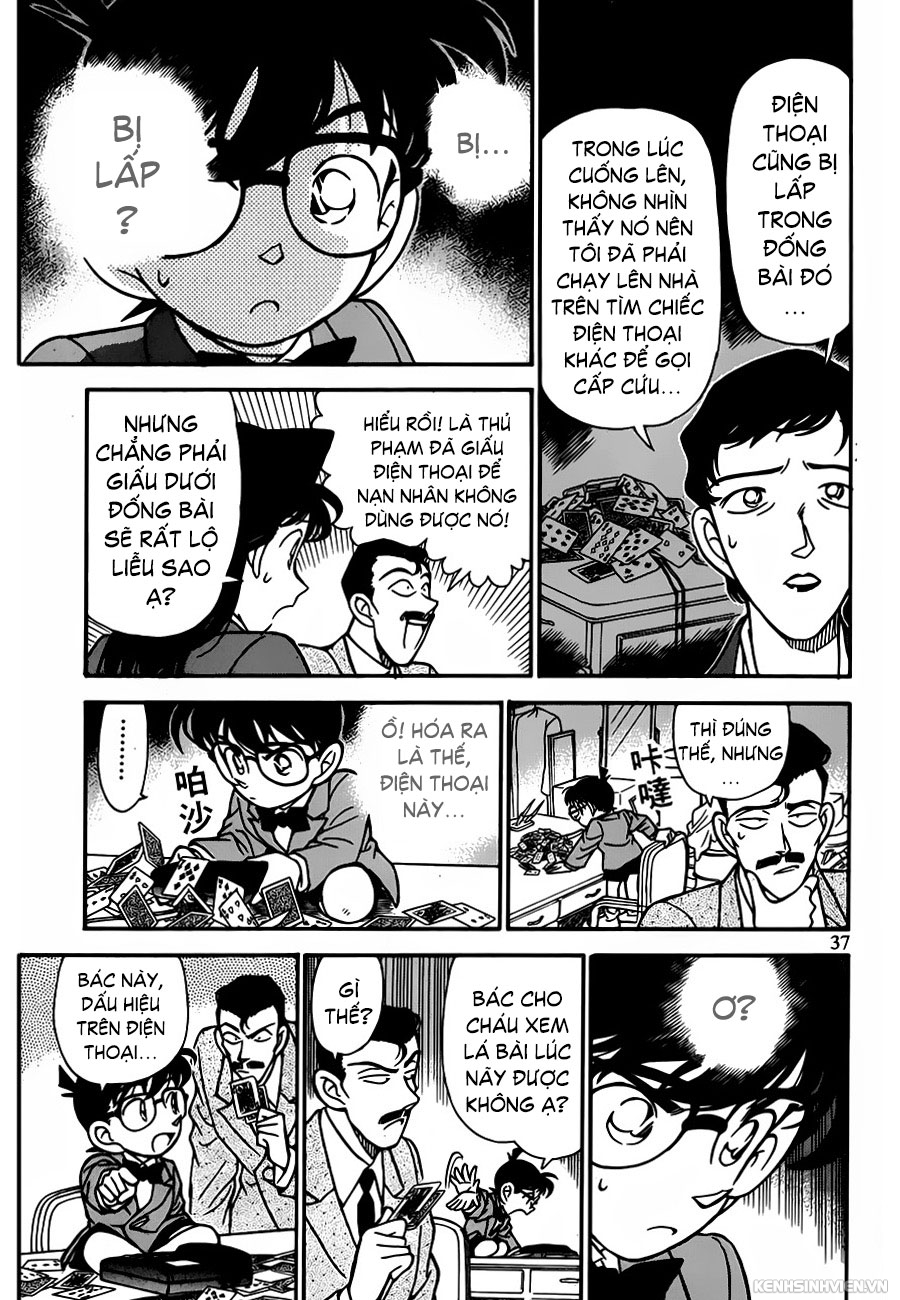 ĐIỆN
THOẠI
CŨNG BỊ
LẤP
TRONG
ĐỐNG
BÀI ĐÓ
...
TRONG LÚC
CUỐNG LÊN,
KHÔNG NHÌN
THẤY NÓ NÊN
TÔI ĐÃ PHẢI
CHẠY LÊN NHÀ
TRÊN TÌM CHIẾC
ĐIỆN THOẠI
KHÁC ĐỂ GỌI
CẤP CỨU...
BỊ...
BỊ
LẤP
?
HIỂU RỒI! LÀ THỦ
PHẠM ĐÃ GIẤU
ĐIỆN THOẠI ĐỂ
NẠN NHÂN KHÔNG
DÙNG ĐƯỢC NÓ!
NHƯNG
CHẲNG PHẢI
GIẤU DƯỚI
ĐỐNG BÀI
SẼ RẤT LỘ
LIỄU SAO
Ạ?
THÌ ĐÚNG
THẾ, NHƯNG
...
咔
噠
Ồ! HÓA RA
LÀ THẾ,
ĐIỆN THOẠI
NÀY...
........
啪
沙
37
Ơ?
BÁC CHO
CHÁU XEM
LÁ BÀI LÚC
NÀY ĐƯỢC
KHÔNG Ạ?
GÌ
THẾ?
BÁC NÀY,
DẤU HIỆU
TRÊN ĐIỆN
THOẠI...
KENHSINHVIEN.VN